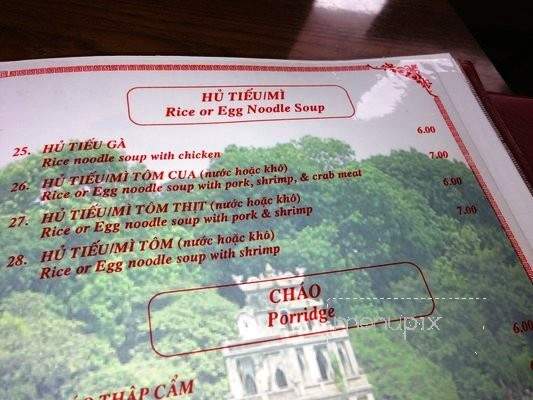 HỦ TIẾU/MÌ
Rice or Egg Noodle Soup
25. HỦ TIẾU GÀ 6.00
Rice noodle soup with chicken
26. HỦ TIẾU/MÌ TÔM CUA (nước hoặc khô) 7.00
Rice or Egg noodle soup with pork, shrimp, & crab meat
27. HỦ TIẾU/MÌ TÔM THỊT (nước hoặc khô) 6.00
Rice or Egg noodle soup with pork & shrimp
28. HỦ TIẾU/MÌ TÔM (nước hoặc khô) 7.00
Rice or Egg noodle soup with shrimp
CHÁO
Porridge
menupix
6.00
THẬP CẨM